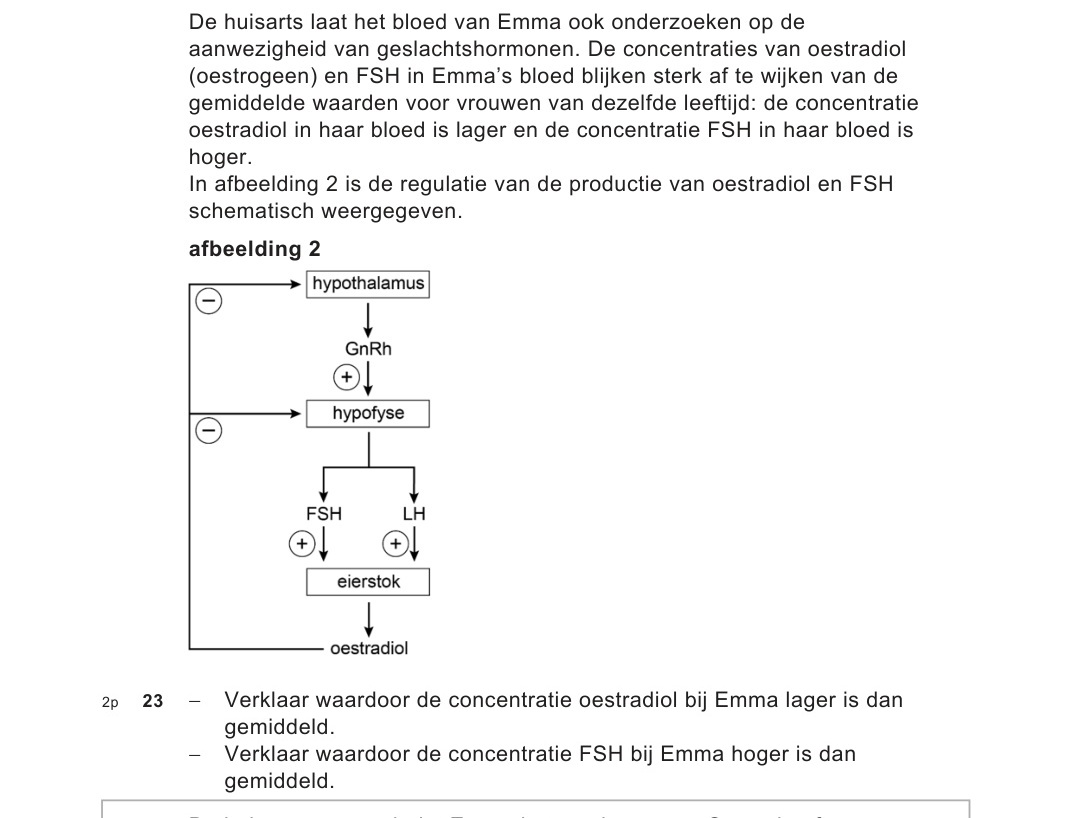 De huisarts laat het bloed van Emma ook onderzoeken op de
aanwezigheid van geslachtshormonen. De concentraties van oestradiol
(oestrogeen) en FSH in Emma's bloed blijken sterk af te wijken van de
gemiddelde waarden voor vrouwen van dezelfde leeftijd: de concentratie
oestradiol in haar bloed is lager en de concentratie FSH in haar bloed is
hoger.
In afbeelding 2 is de regulatie van de productie van oestradiol en FSH
schematisch weergegeven.
afbeelding 2
hypothalamus
−
GnRh
+
hypofyse
−
FSH LH
+ +
eierstok
oestradiol
2p 23 – Verklaar waardoor de concentratie oestradiol bij Emma lager is dan
gemiddeld.
– Verklaar waardoor de concentratie FSH bij Emma hoger is dan
gemiddeld.